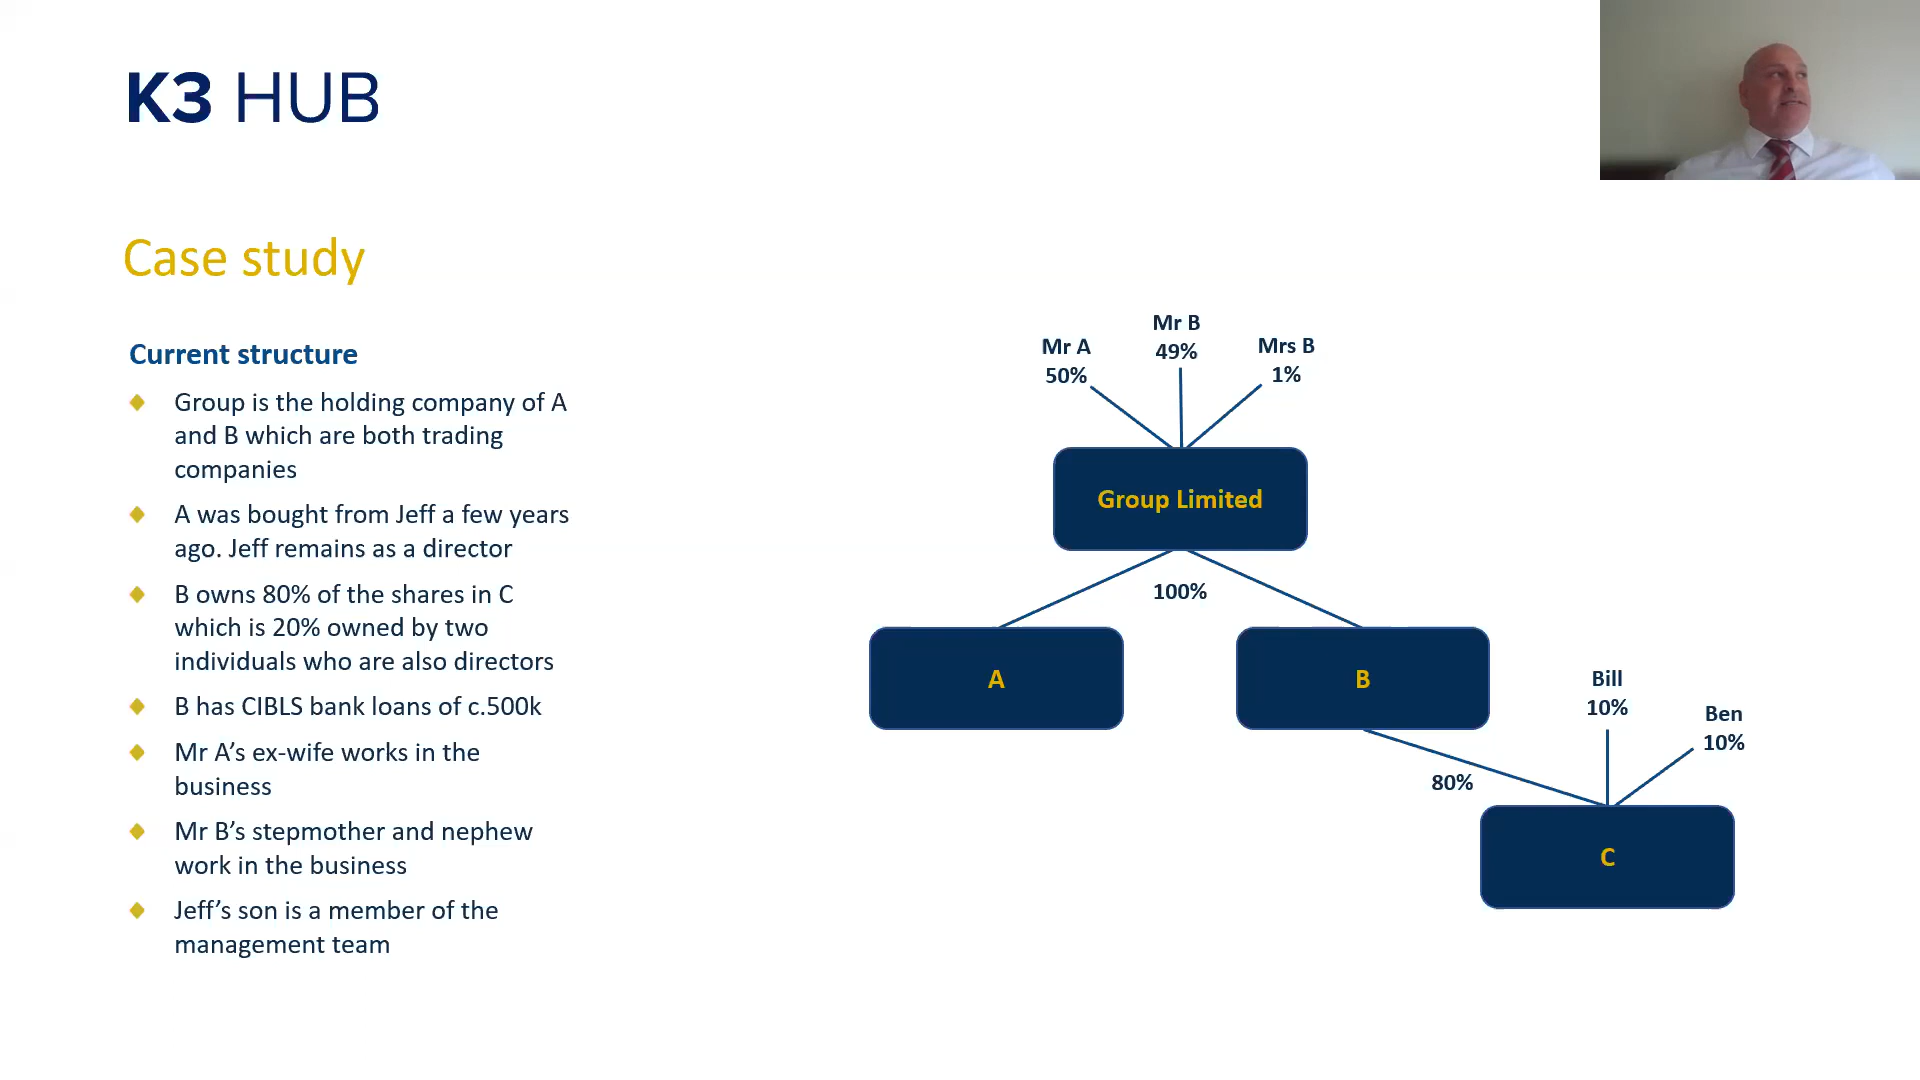 K3 HUB
Case study
Current structure
Group is the holding company of A
and B which are both trading
companies
A was bought from Jeff a few years
ago. Jeff remains as a director
B owns 80% of the shares in C
which is 20% owned by two
individuals who are also directors
B has CIBLS bank loans of c.500k
Mr A’s ex-wife works in the
business
Mr B’s stepmother and nephew
work in the business
Jeff’s son is a member of the
management team
Mr A
50%
Mr B
49%
Mrs B
1%
Group Limited
100%
A
B
80%
Bill
10%
Ben
10%
C